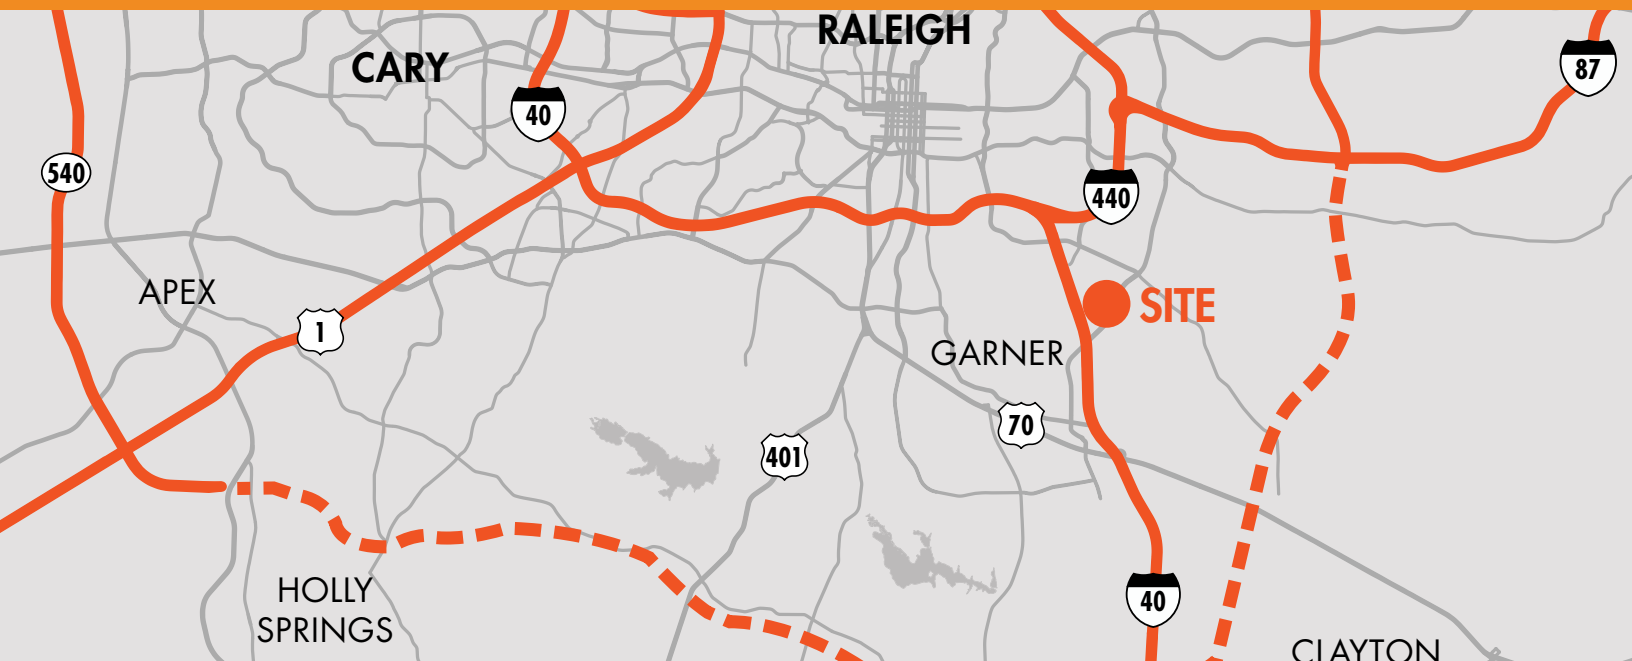 RALEIGH
CARY
87
40
540
440
APEX
SITE
1
GARNER
70
401
HOLLY
SPRINGS
40
CLAYTON